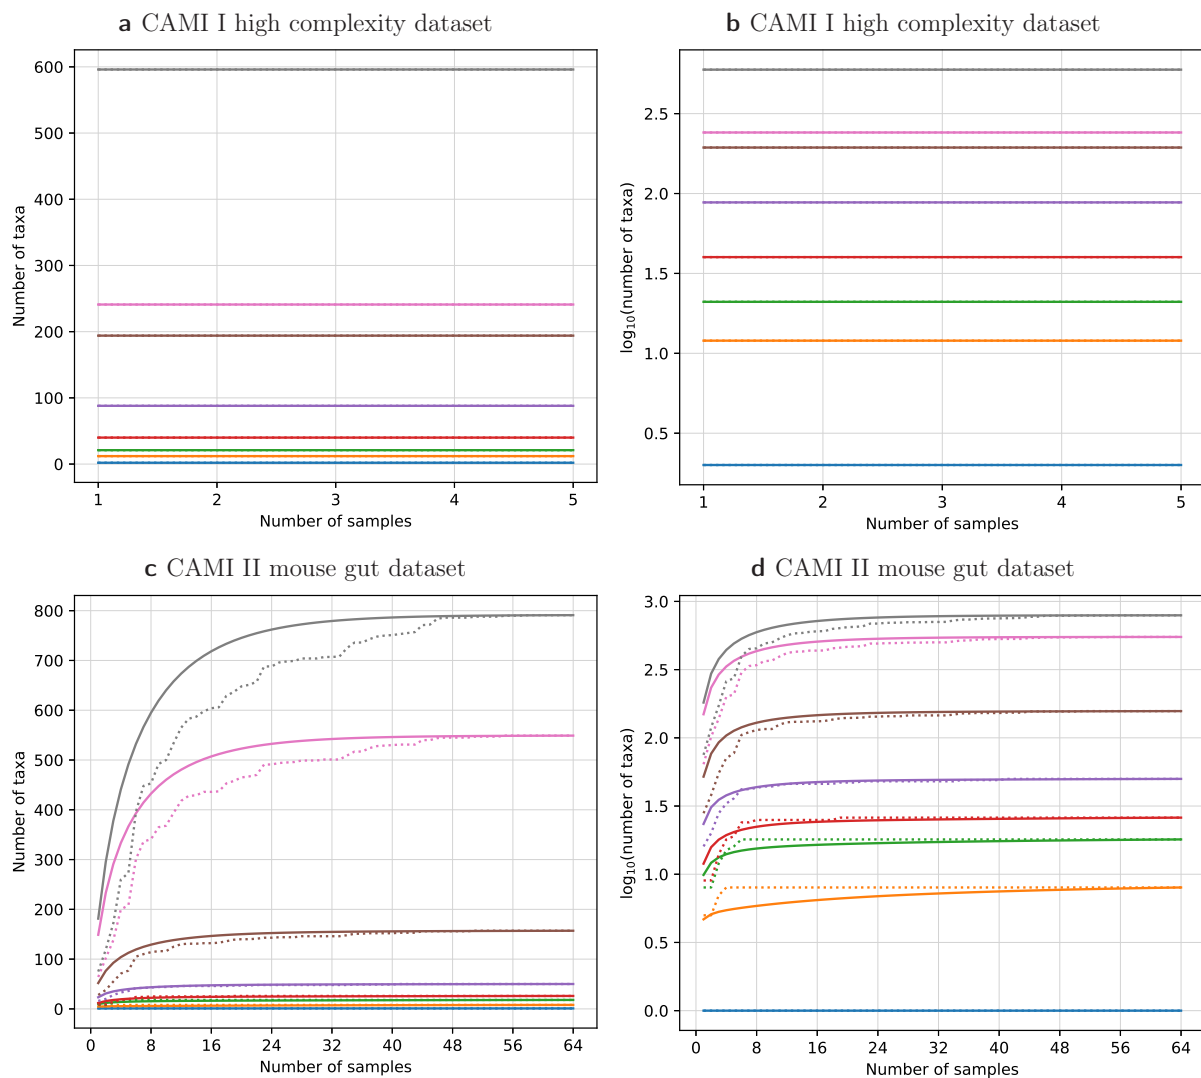 a CAMI I high complexity dataset
600
500
400
300
200
100
0
Number of taxa
1 2 3 4 5
Number of samples
b CAMI I high complexity dataset
2.5
2.0
1.5
1.0
0.5
log₁₀(number of taxa)
1 2 3 4 5
Number of samples
c CAMI II mouse gut dataset
800
700
600
500
400
300
200
100
0
Number of taxa
0 8 16 24 32 40 48 56 64
Number of samples
d CAMI II mouse gut dataset
3.0
2.5
2.0
1.5
1.0
0.5
0.0
log₁₀(number of taxa)
0 8 16 24 32 40 48 56 64
Number of samples